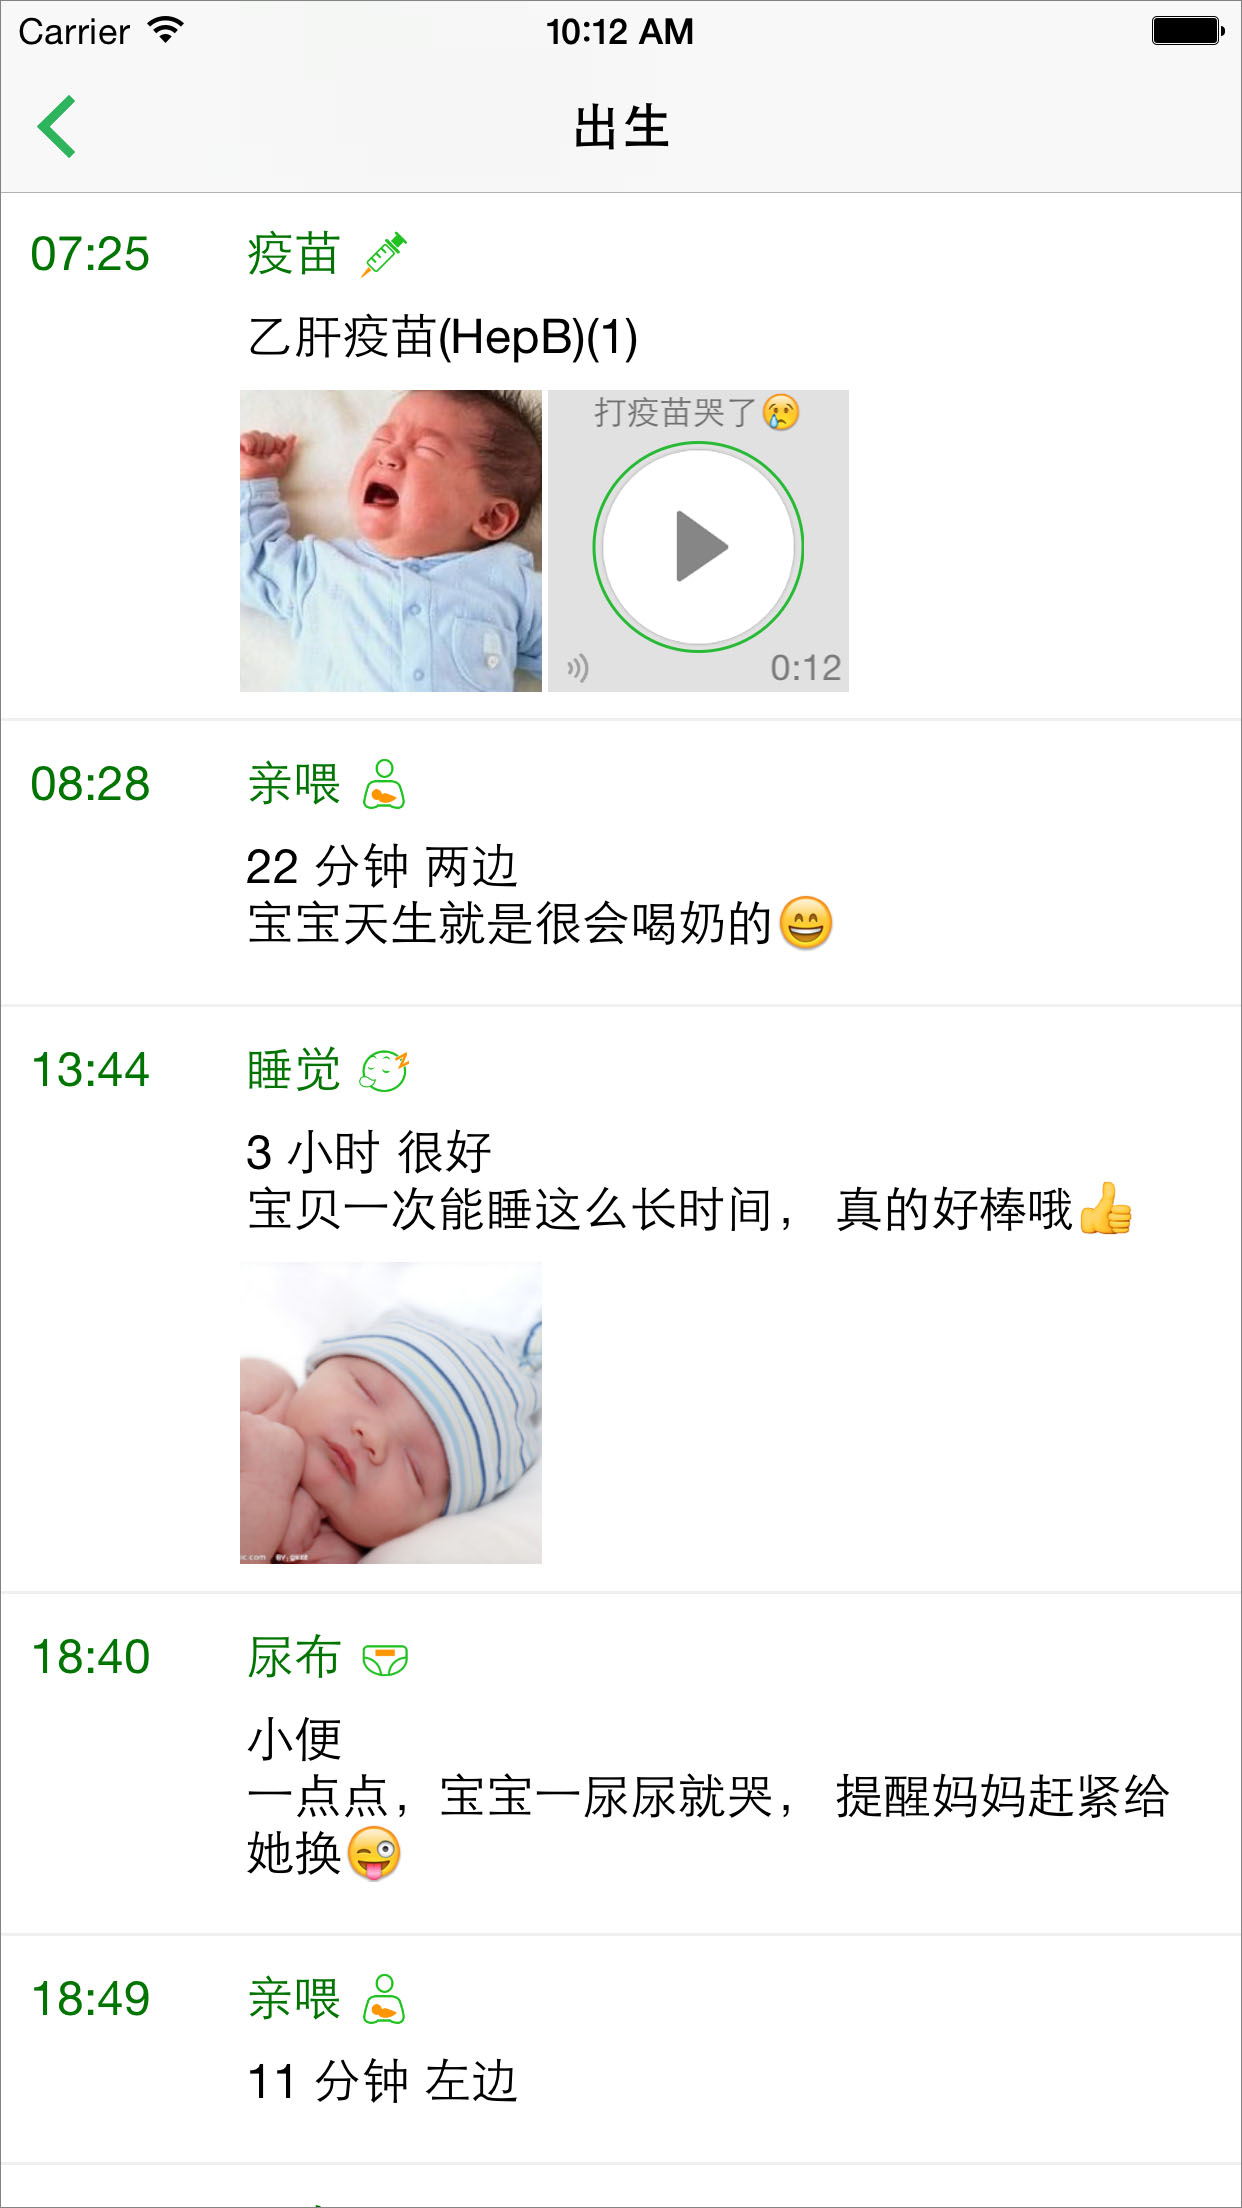 Carrier 10:12 AM
出生
07:25 疫苗
乙肝疫苗(HepB)(1)
打疫苗哭了😢
0:12
08:28 亲喂
22 分钟 两边
宝宝天生就是很会喝奶的😄
13:44 睡觉
3 小时 很好
宝贝一次能睡这么长时间， 真的好棒哦👍
18:40 尿布
小便
一点点，宝宝一尿尿就哭， 提醒妈妈赶紧给
她换😜
18:49 亲喂
11 分钟 左边